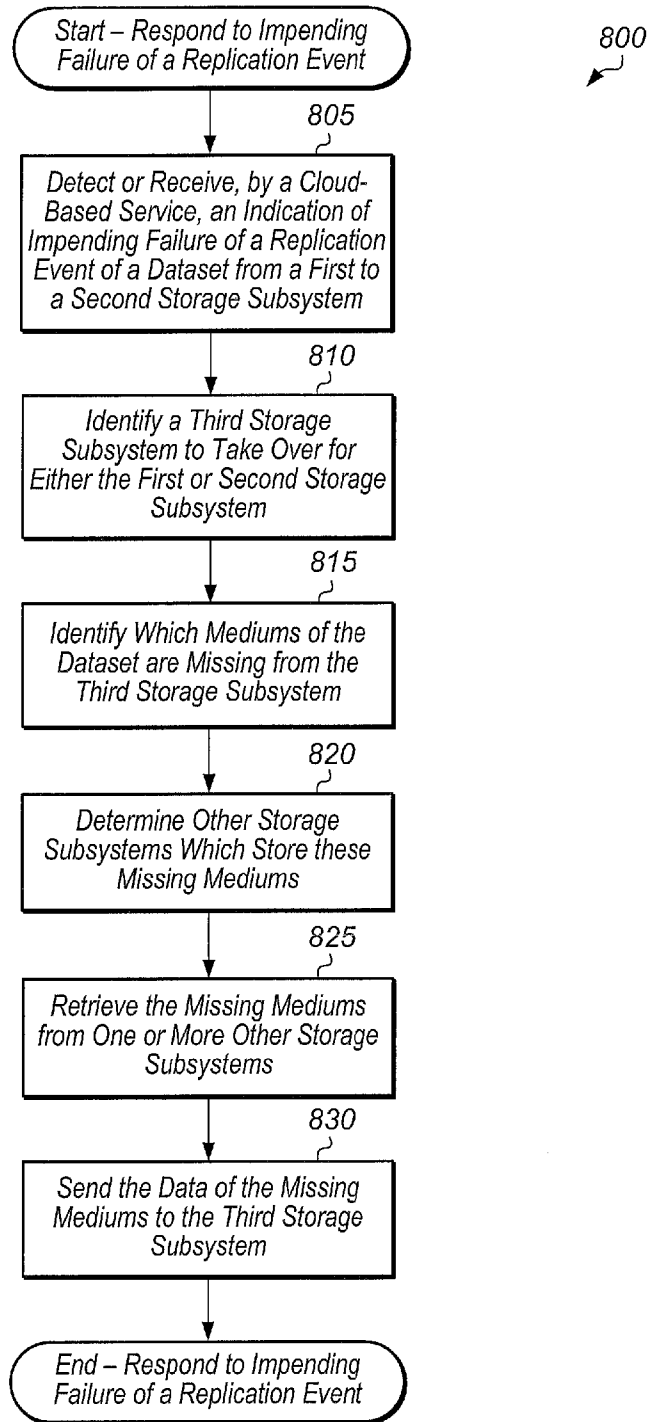 Start – Respond to Impending
Failure of a Replication Event
800
805
Detect or Receive, by a Cloud-
Based Service, an Indication of
Impending Failure of a Replication
Event of a Dataset from a First to
a Second Storage Subsystem
810
Identify a Third Storage
Subsystem to Take Over for
Either the First or Second Storage
Subsystem
815
Identify Which Mediums of the
Dataset are Missing from the
Third Storage Subsystem
820
Determine Other Storage
Subsystems Which Store these
Missing Mediums
825
Retrieve the Missing Mediums
from One or More Other Storage
Subsystems
830
Send the Data of the Missing
Mediums to the Third Storage
Subsystem
End – Respond to Impending
Failure of a Replication Event